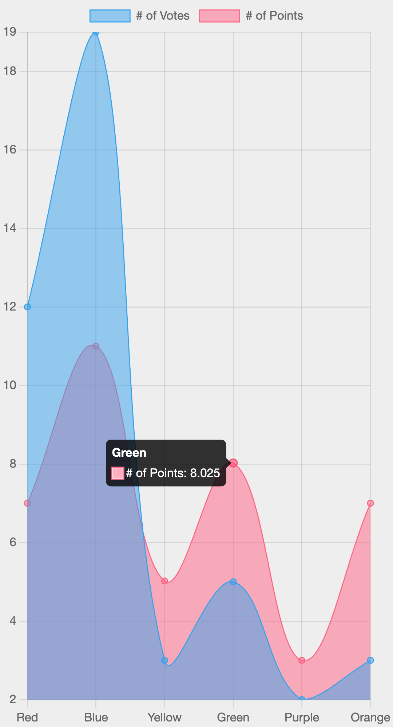 # of Votes # of Points
19
18
16
14
12
10
Green
# of Points: 8.025
8
6
4
2
Red Blue Yellow Green Purple Orange